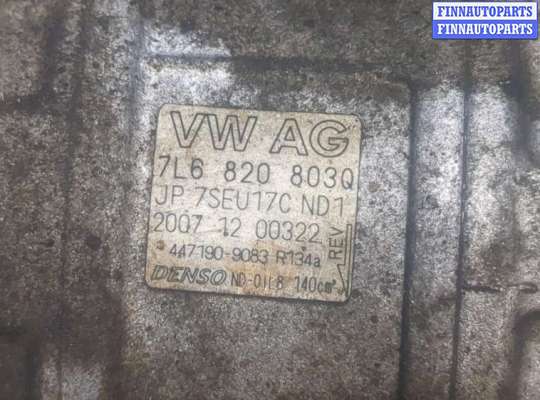 FINNAUTOPARTS
FINNAUTOPARTS
VW AG
7L6 820 803Q
JP 7SEU17C ND1
2007 12 00322
447190-9083 R134a
REV
DENSO ND-OIL8 140cm³